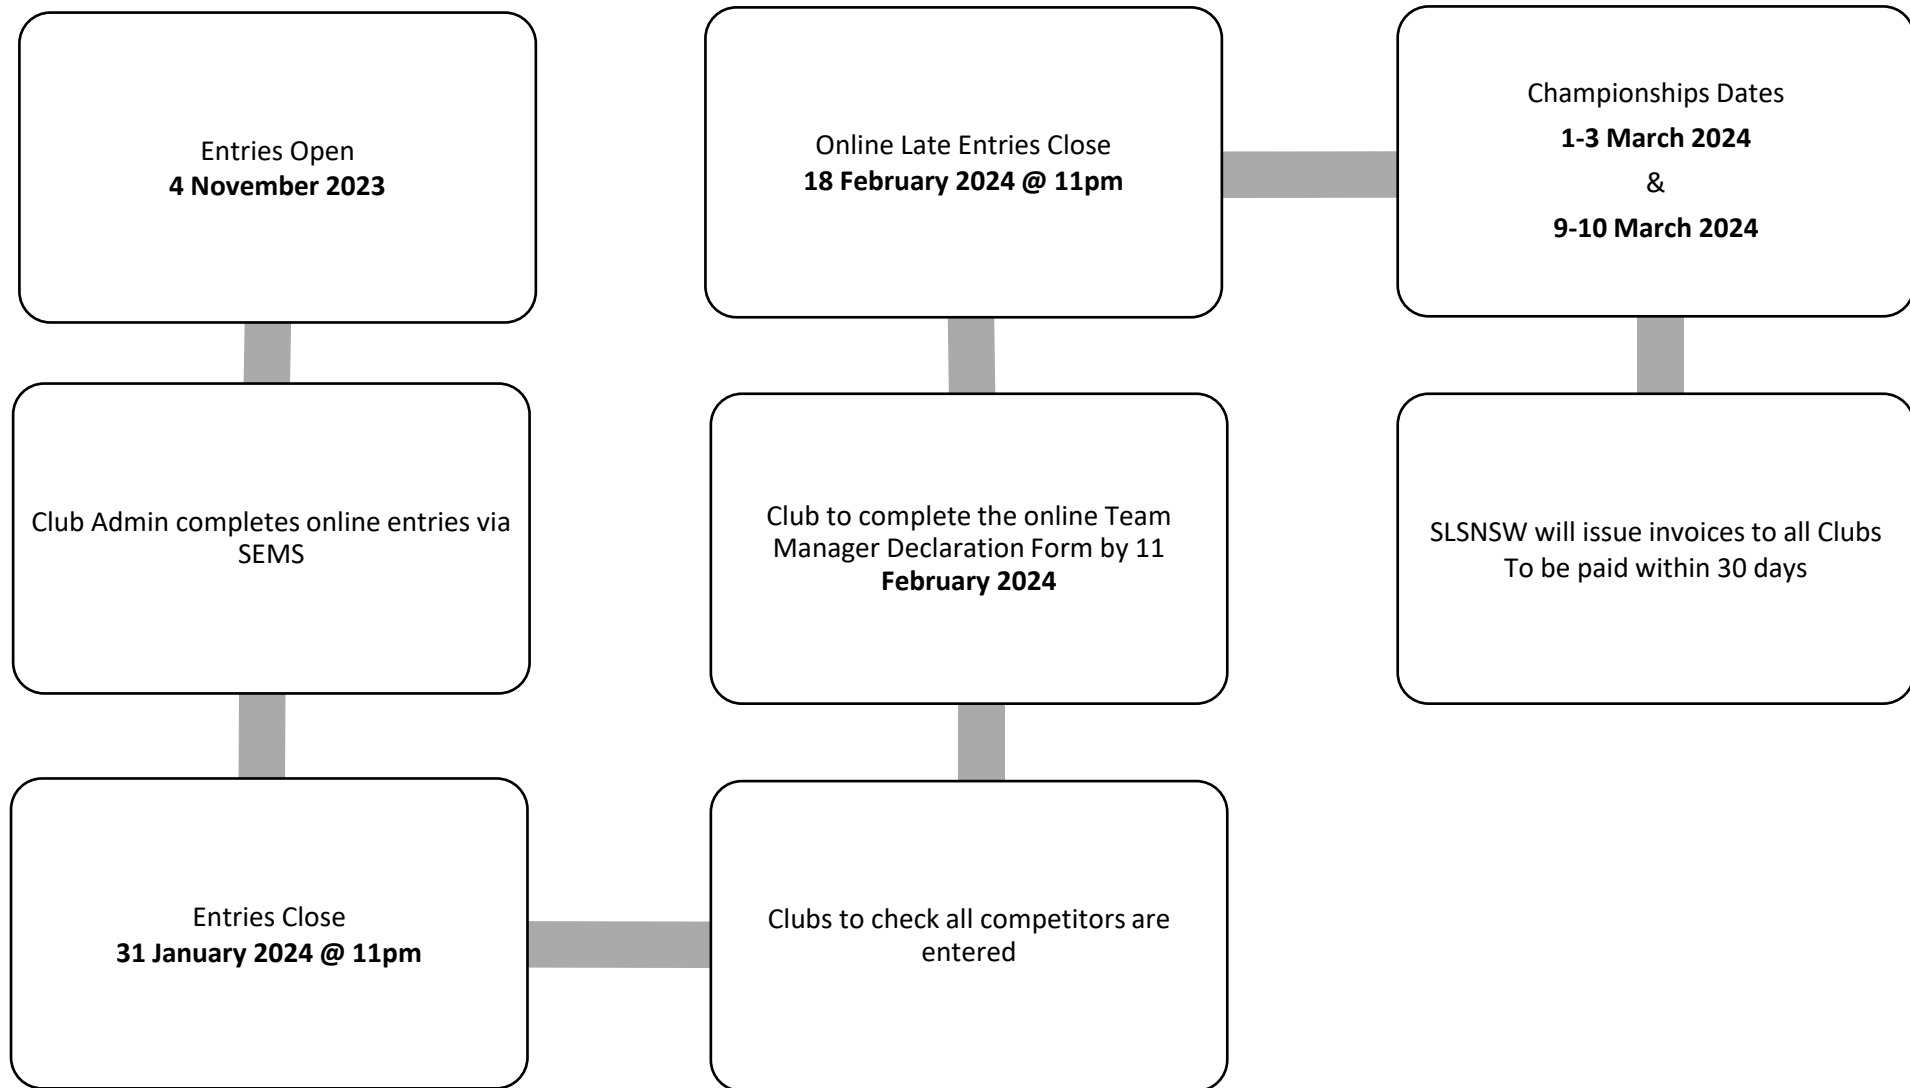 Entries Open
4 November 2023
Club Admin completes online entries via
SEMS
Entries Close
31 January 2024 @ 11pm
Clubs to check all competitors are
entered
Club to complete the online Team
Manager Declaration Form by 11
February 2024
Online Late Entries Close
18 February 2024 @ 11pm
Championships Dates
1-3 March 2024
&
9-10 March 2024
SLSNSW will issue invoices to all Clubs
To be paid within 30 days